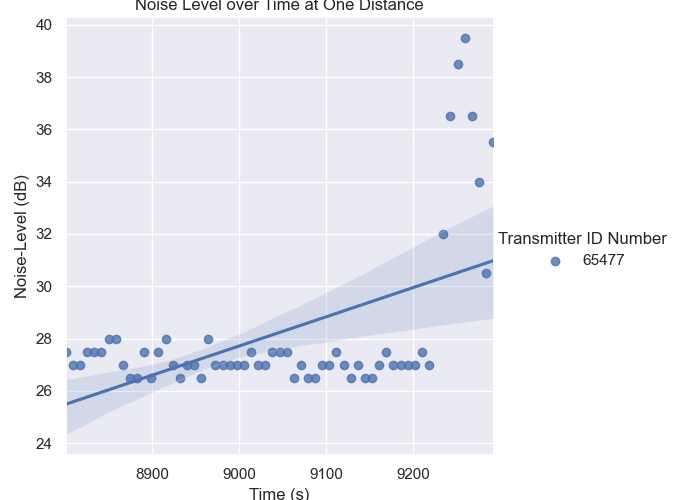 Noise Level over Time at One Distance
40
38
36
34
32
30
28
26
24
Noise-Level (dB)
8900 9000 9100 9200
Time (s)
Transmitter ID Number
65477